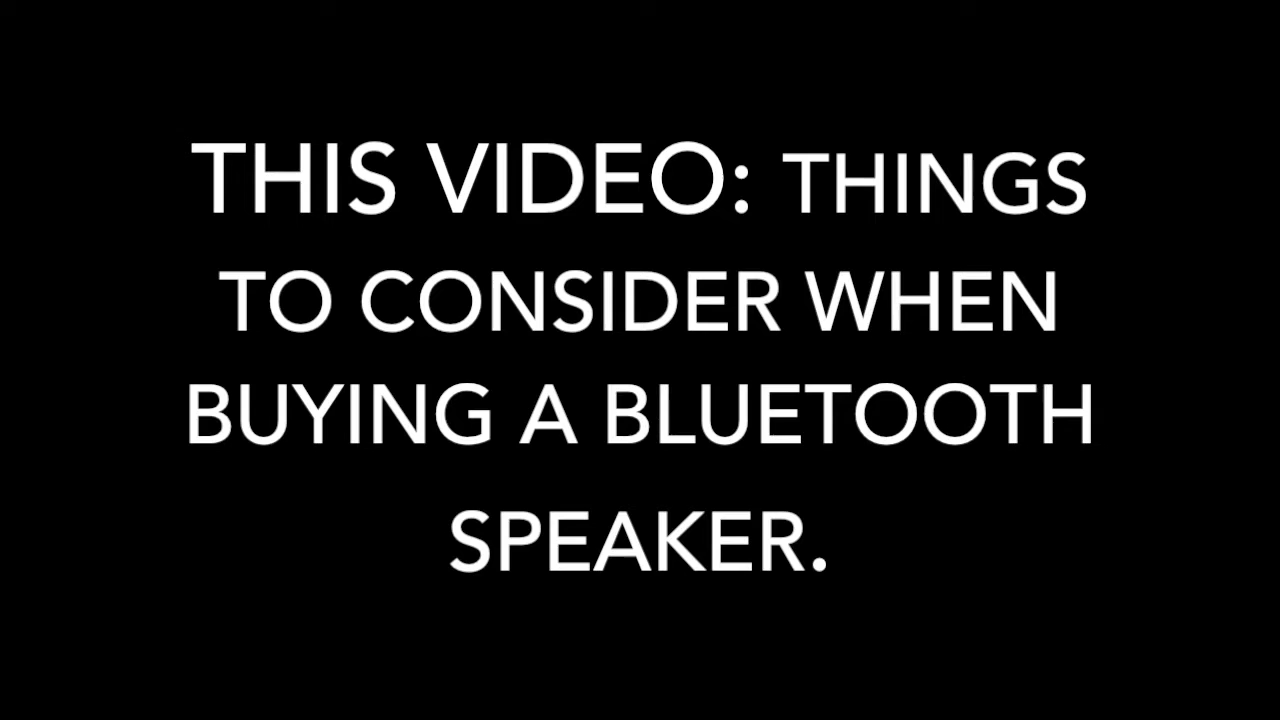 THIS VIDEO: THINGS
TO CONSIDER WHEN
BUYING A BLUETOOTH
SPEAKER.